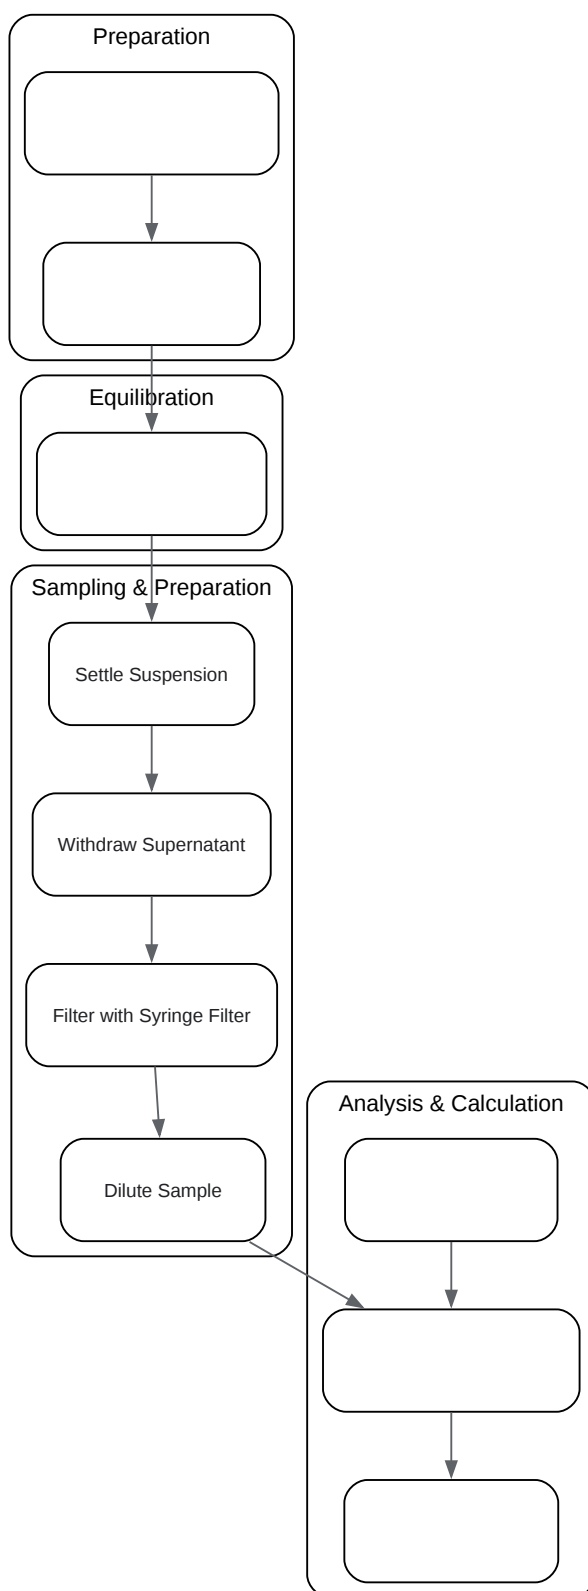 Preparation
Equilibration
Sampling & Preparation
Settle Suspension
Withdraw Supernatant
Filter with Syringe Filter
Dilute Sample
Analysis & Calculation